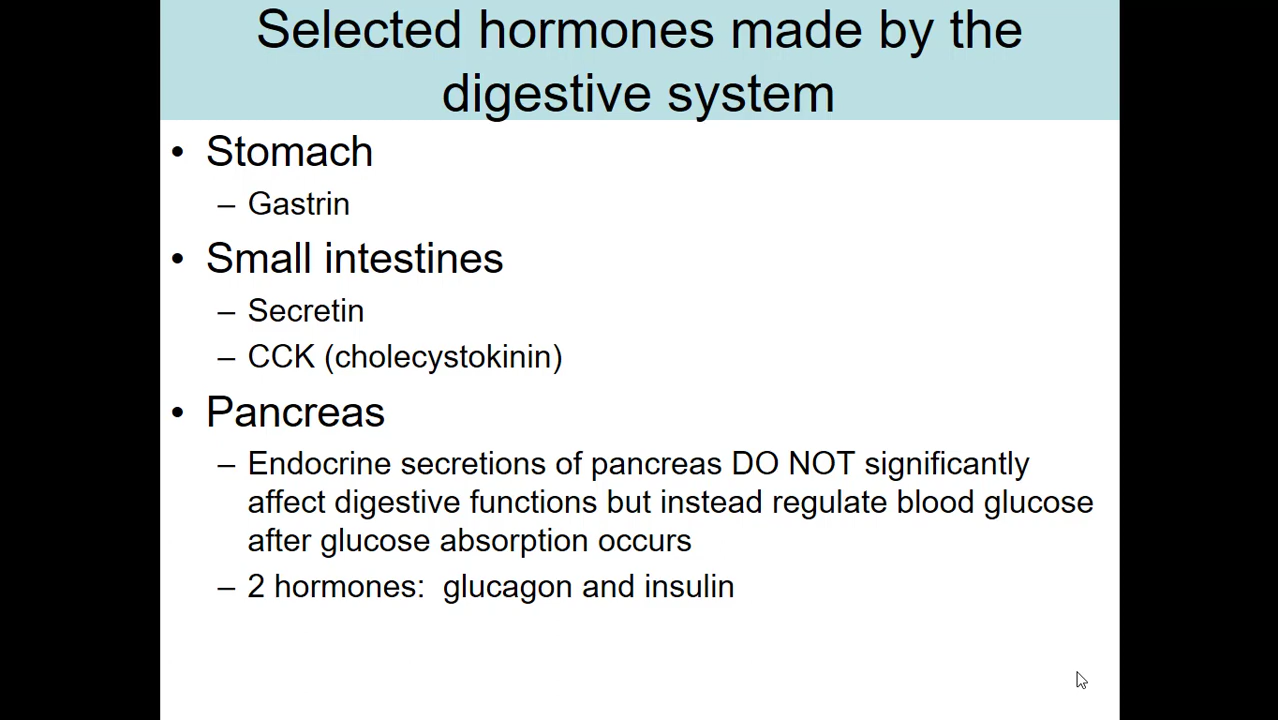 Selected hormones made by the
digestive system
• Stomach
– Gastrin
• Small intestines
– Secretin
– CCK (cholecystokinin)
• Pancreas
– Endocrine secretions of pancreas DO NOT significantly
affect digestive functions but instead regulate blood glucose
after glucose absorption occurs
– 2 hormones:  glucagon and insulin